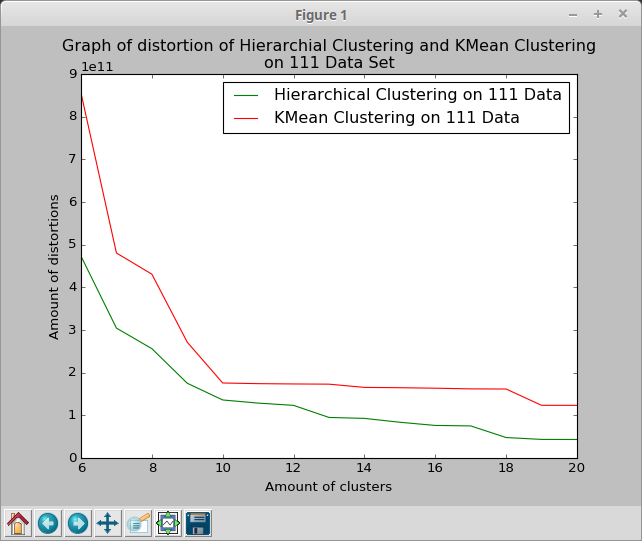 Figure 1
Graph of distortion of Hierarchial Clustering and KMean Clustering
on 111 Data Set
1e11
Hierarchical Clustering on 111 Data
KMean Clustering on 111 Data
9
8
7
6
5
4
3
2
1
0
Amount of distortions
6 8 10 12 14 16 18 20
Amount of clusters